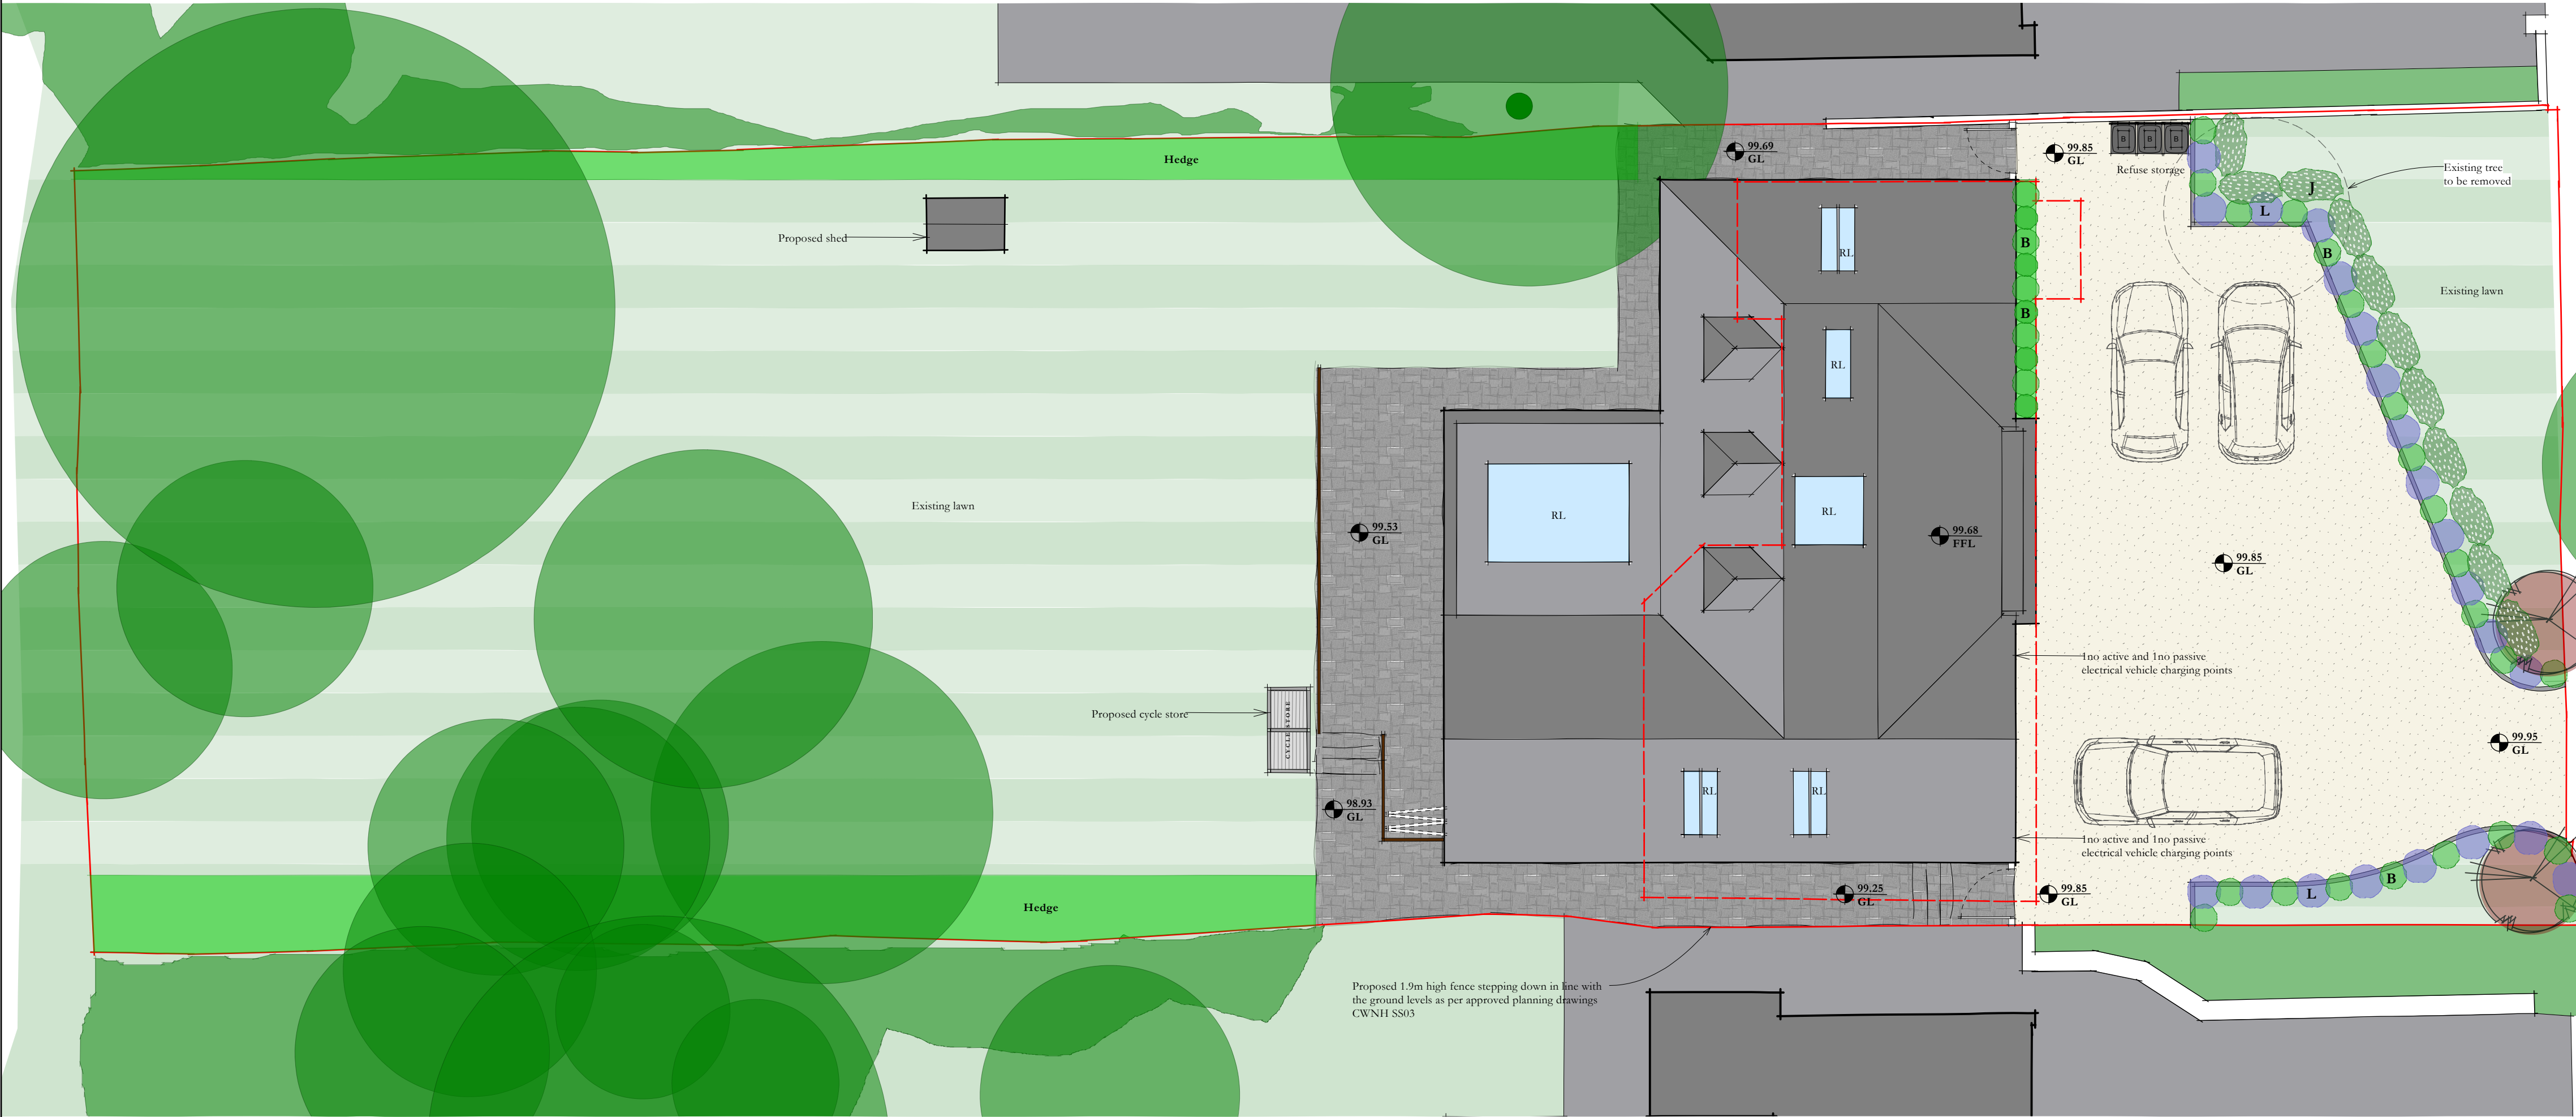 Hedge
99.69
GL
99.85
GL
B
B
B
Refuse storage
Existing tree
to be removed
J
L
B
RL
Proposed shed
B
Existing lawn
B
RL
Existing lawn
RL
RL
99.53
GL
99.68
FFL
99.85
GL
1no active and 1no passive
electrical vehicle charging points
Proposed cycle store
CYCLE STORE
99.95
GL
98.93
GL
RL
RL
1no active and 1no passive
electrical vehicle charging points
Hedge
99.25
GL
99.85
GL
L
B
Proposed 1.9m high fence stepping down in line with
the ground levels as per approved planning drawings
CWNH SS03